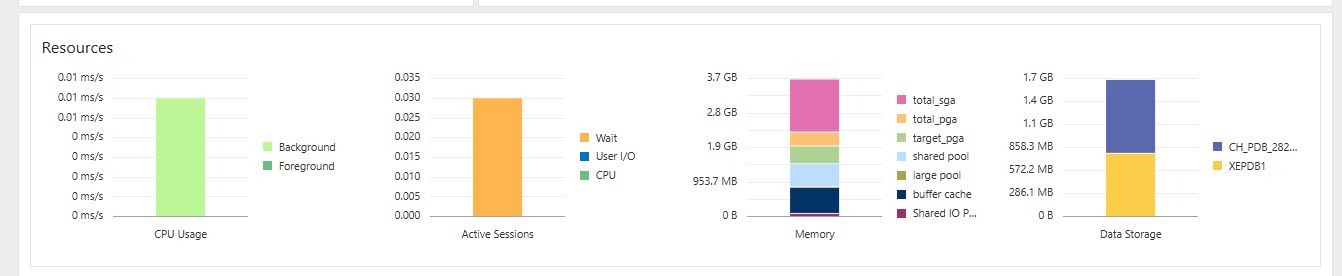 Resources
0.01 ms/s
0.01 ms/s
0.01 ms/s
0 ms/s
0 ms/s
0 ms/s
0 ms/s
0 ms/s
CPU Usage
Background
Foreground
0.035
0.030
0.025
0.020
0.015
0.010
0.005
0.000
Active Sessions
Wait
User I/O
CPU
3.7 GB
2.8 GB
1.9 GB
953.7 MB
0 B
Memory
total_sga
total_pga
target_pga
shared pool
large pool
buffer cache
Shared IO P...
1.7 GB
1.4 GB
1.1 GB
858.3 MB
572.2 MB
286.1 MB
0 B
Data Storage
CH_PDB_282...
XEPDB1